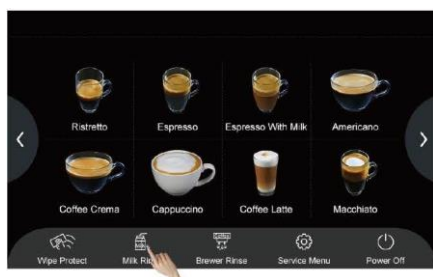 Ristretto
Espresso
Espresso With Milk
Americano
Coffee Crema
Cappuccino
Coffee Latte
Macchiato
Wipe Protect
Milk
Brewer Rinse
Service Menu
Power Off